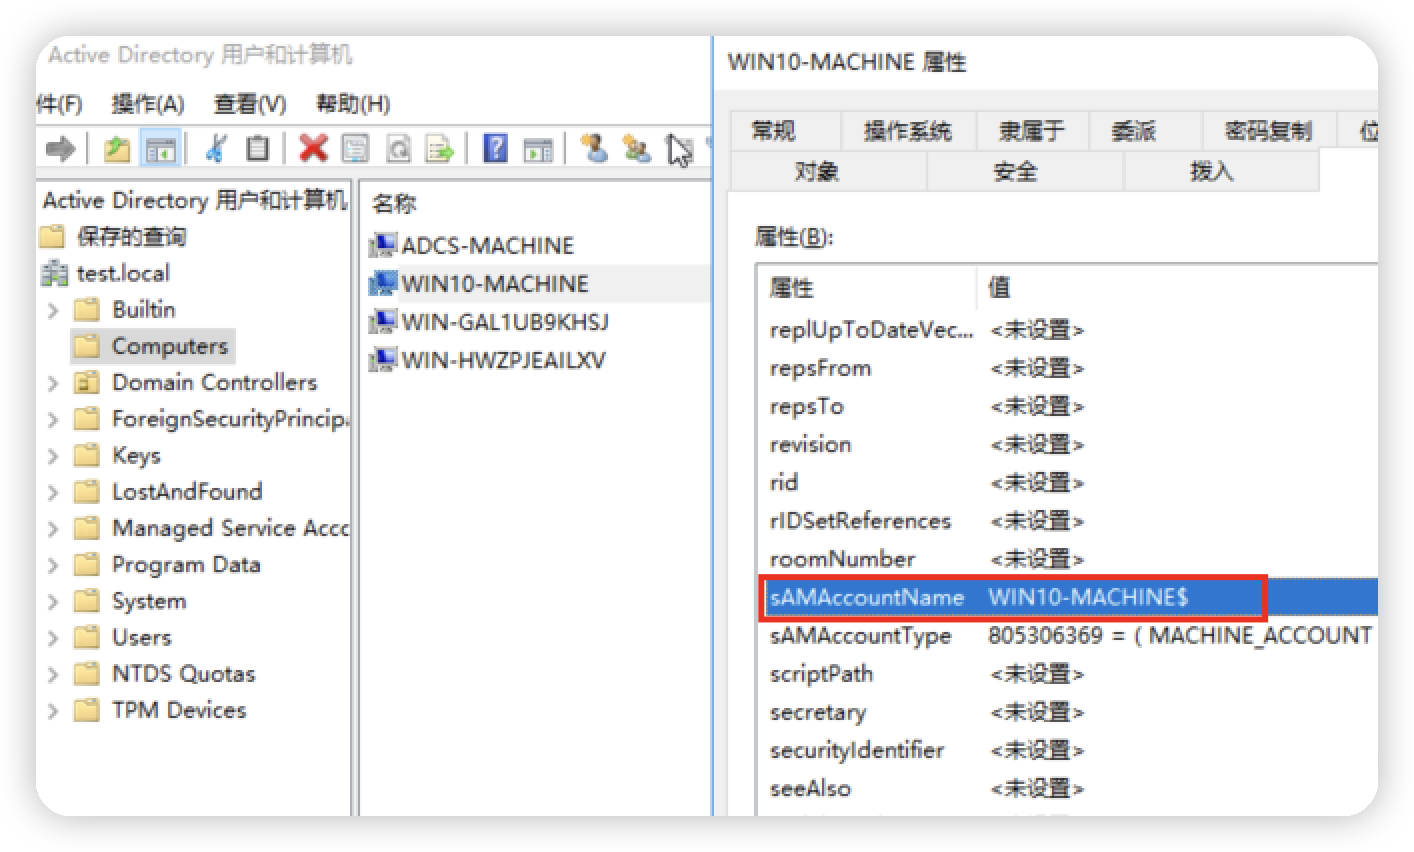 Active Directory 用户和计算机
件(F) 操作(A) 查看(V) 帮助(H)
Active Directory 用户和计算机
保存的查询
test.local
Builtin
Computers
Domain Controllers
ForeignSecurityPrincipa
Keys
LostAndFound
Managed Service Acco
Program Data
System
Users
NTDS Quotas
TPM Devices
名称
ADCS-MACHINE
WIN10-MACHINE
WIN-GAL1UB9KHSJ
WIN-HWZPJEAILXV
WIN10-MACHINE 属性
常规 操作系统 隶属于 委派 密码复制 位
对象 安全 拨入
属性(B):
属性 值
replUpToDateVec... <未设置>
repsFrom <未设置>
repsTo <未设置>
revision <未设置>
rid <未设置>
rIDSetReferences <未设置>
roomNumber <未设置>
sAMAccountName WIN10-MACHINE$
sAMAccountType 805306369 = ( MACHINE_ACCOUNT
scriptPath <未设置>
secretary <未设置>
securityIdentifier <未设置>
seeAlso <未设置>